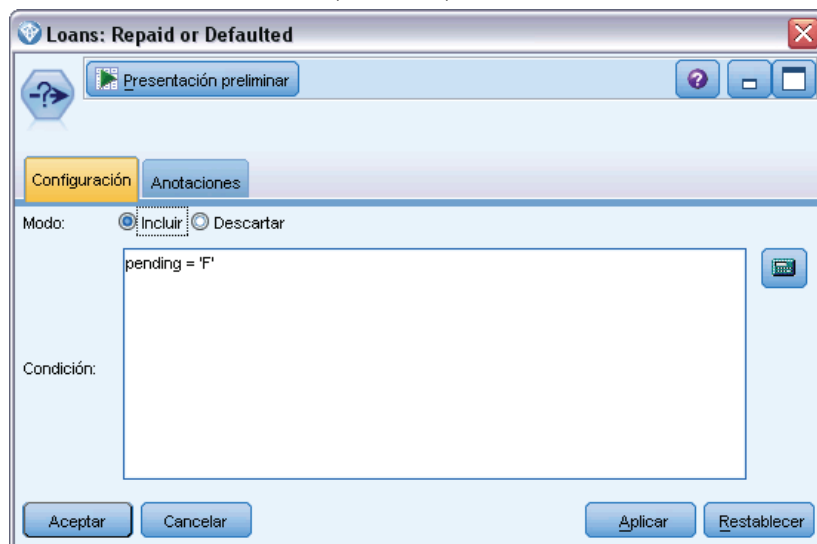 Loans: Repaid or Defaulted
-?→
Presentación preliminar
?
Configuración Anotaciones
Modo: Incluir Descartar
pending = 'F'
Condición:
Aceptar Cancelar Aplicar Restablecer